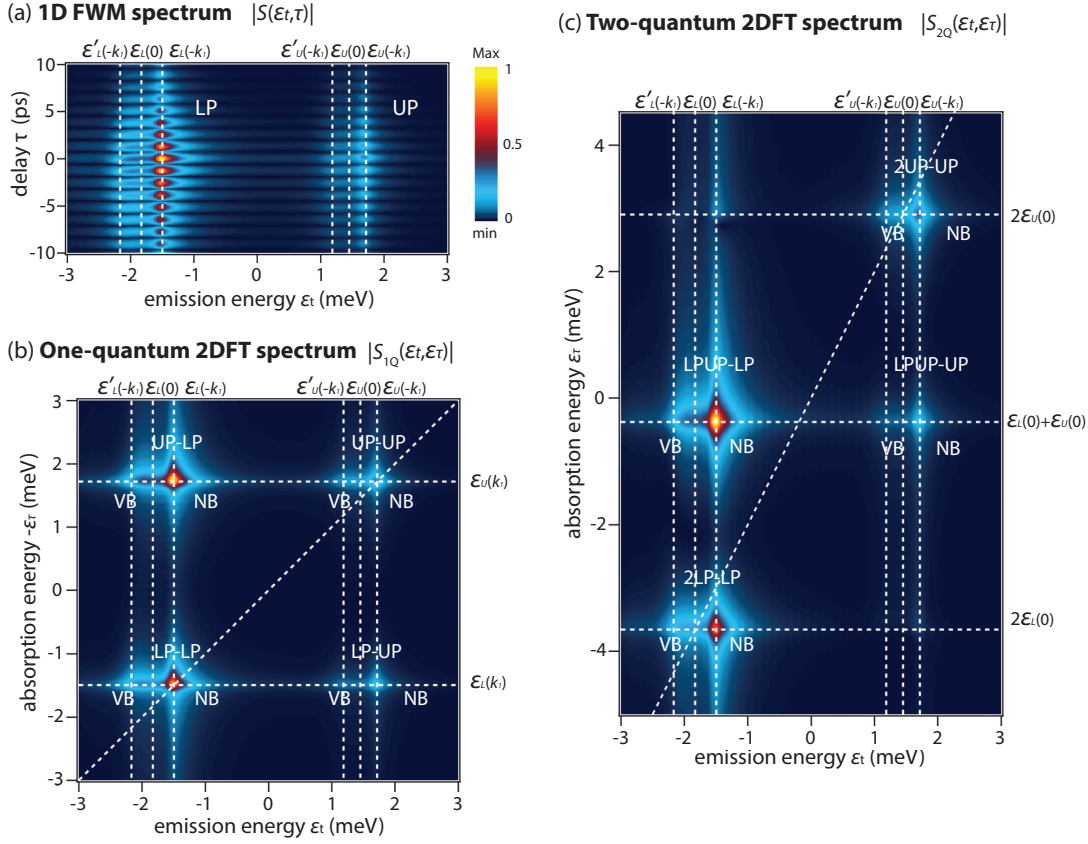 (a) 1D FWM spectrum |S(εt,τ)|
ε'L(-k1) εL(0) εL(-k1) ε'U(-k1) εU(0) εU(-k1)
10
5
0
-5
-10
delay τ (ps)
LP
UP
-3 -2 -1 0 1 2 3
emission energy εt (meV)
Max
1
0.5
0
min
(b) One-quantum 2DFT spectrum |S1Q(εt,ετ)|
ε'L(-k1) εL(0) εL(-k1) ε'U(-k1) εU(0) εU(-k1)
3
2
1
0
-1
-2
-3
absorption energy -ετ (meV)
UP-LP
UP-UP
VB NB VB NB
εU(k1)
LP-LP
LP-UP
VB NB VB NB
εL(k1)
-3 -2 -1 0 1 2 3
emission energy εt (meV)
(c) Two-quantum 2DFT spectrum |S2Q(εt,ετ)|
ε'L(-k1) εL(0) εL(-k1) ε'U(-k1) εU(0) εU(-k1)
4
2
0
-2
-4
absorption energy ετ (meV)
2UP-UP
VB NB
2εU(0)
LPUP-LP
LPUP-UP
VB NB VB NB
εL(0)+εU(0)
2LP-LP
VB NB
2εL(0)
-3 -2 -1 0 1 2 3
emission energy εt (meV)